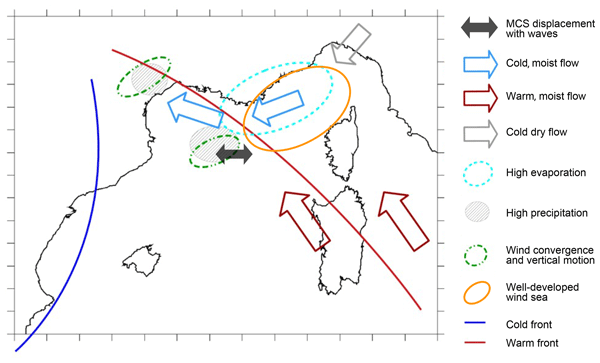 MCS displacement
with waves
Cold, moist flow
Warm, moist flow
Cold dry flow
High evaporation
High precipitation
Wind convergence
and vertical motion
Well-developed
wind sea
Cold front
Warm front